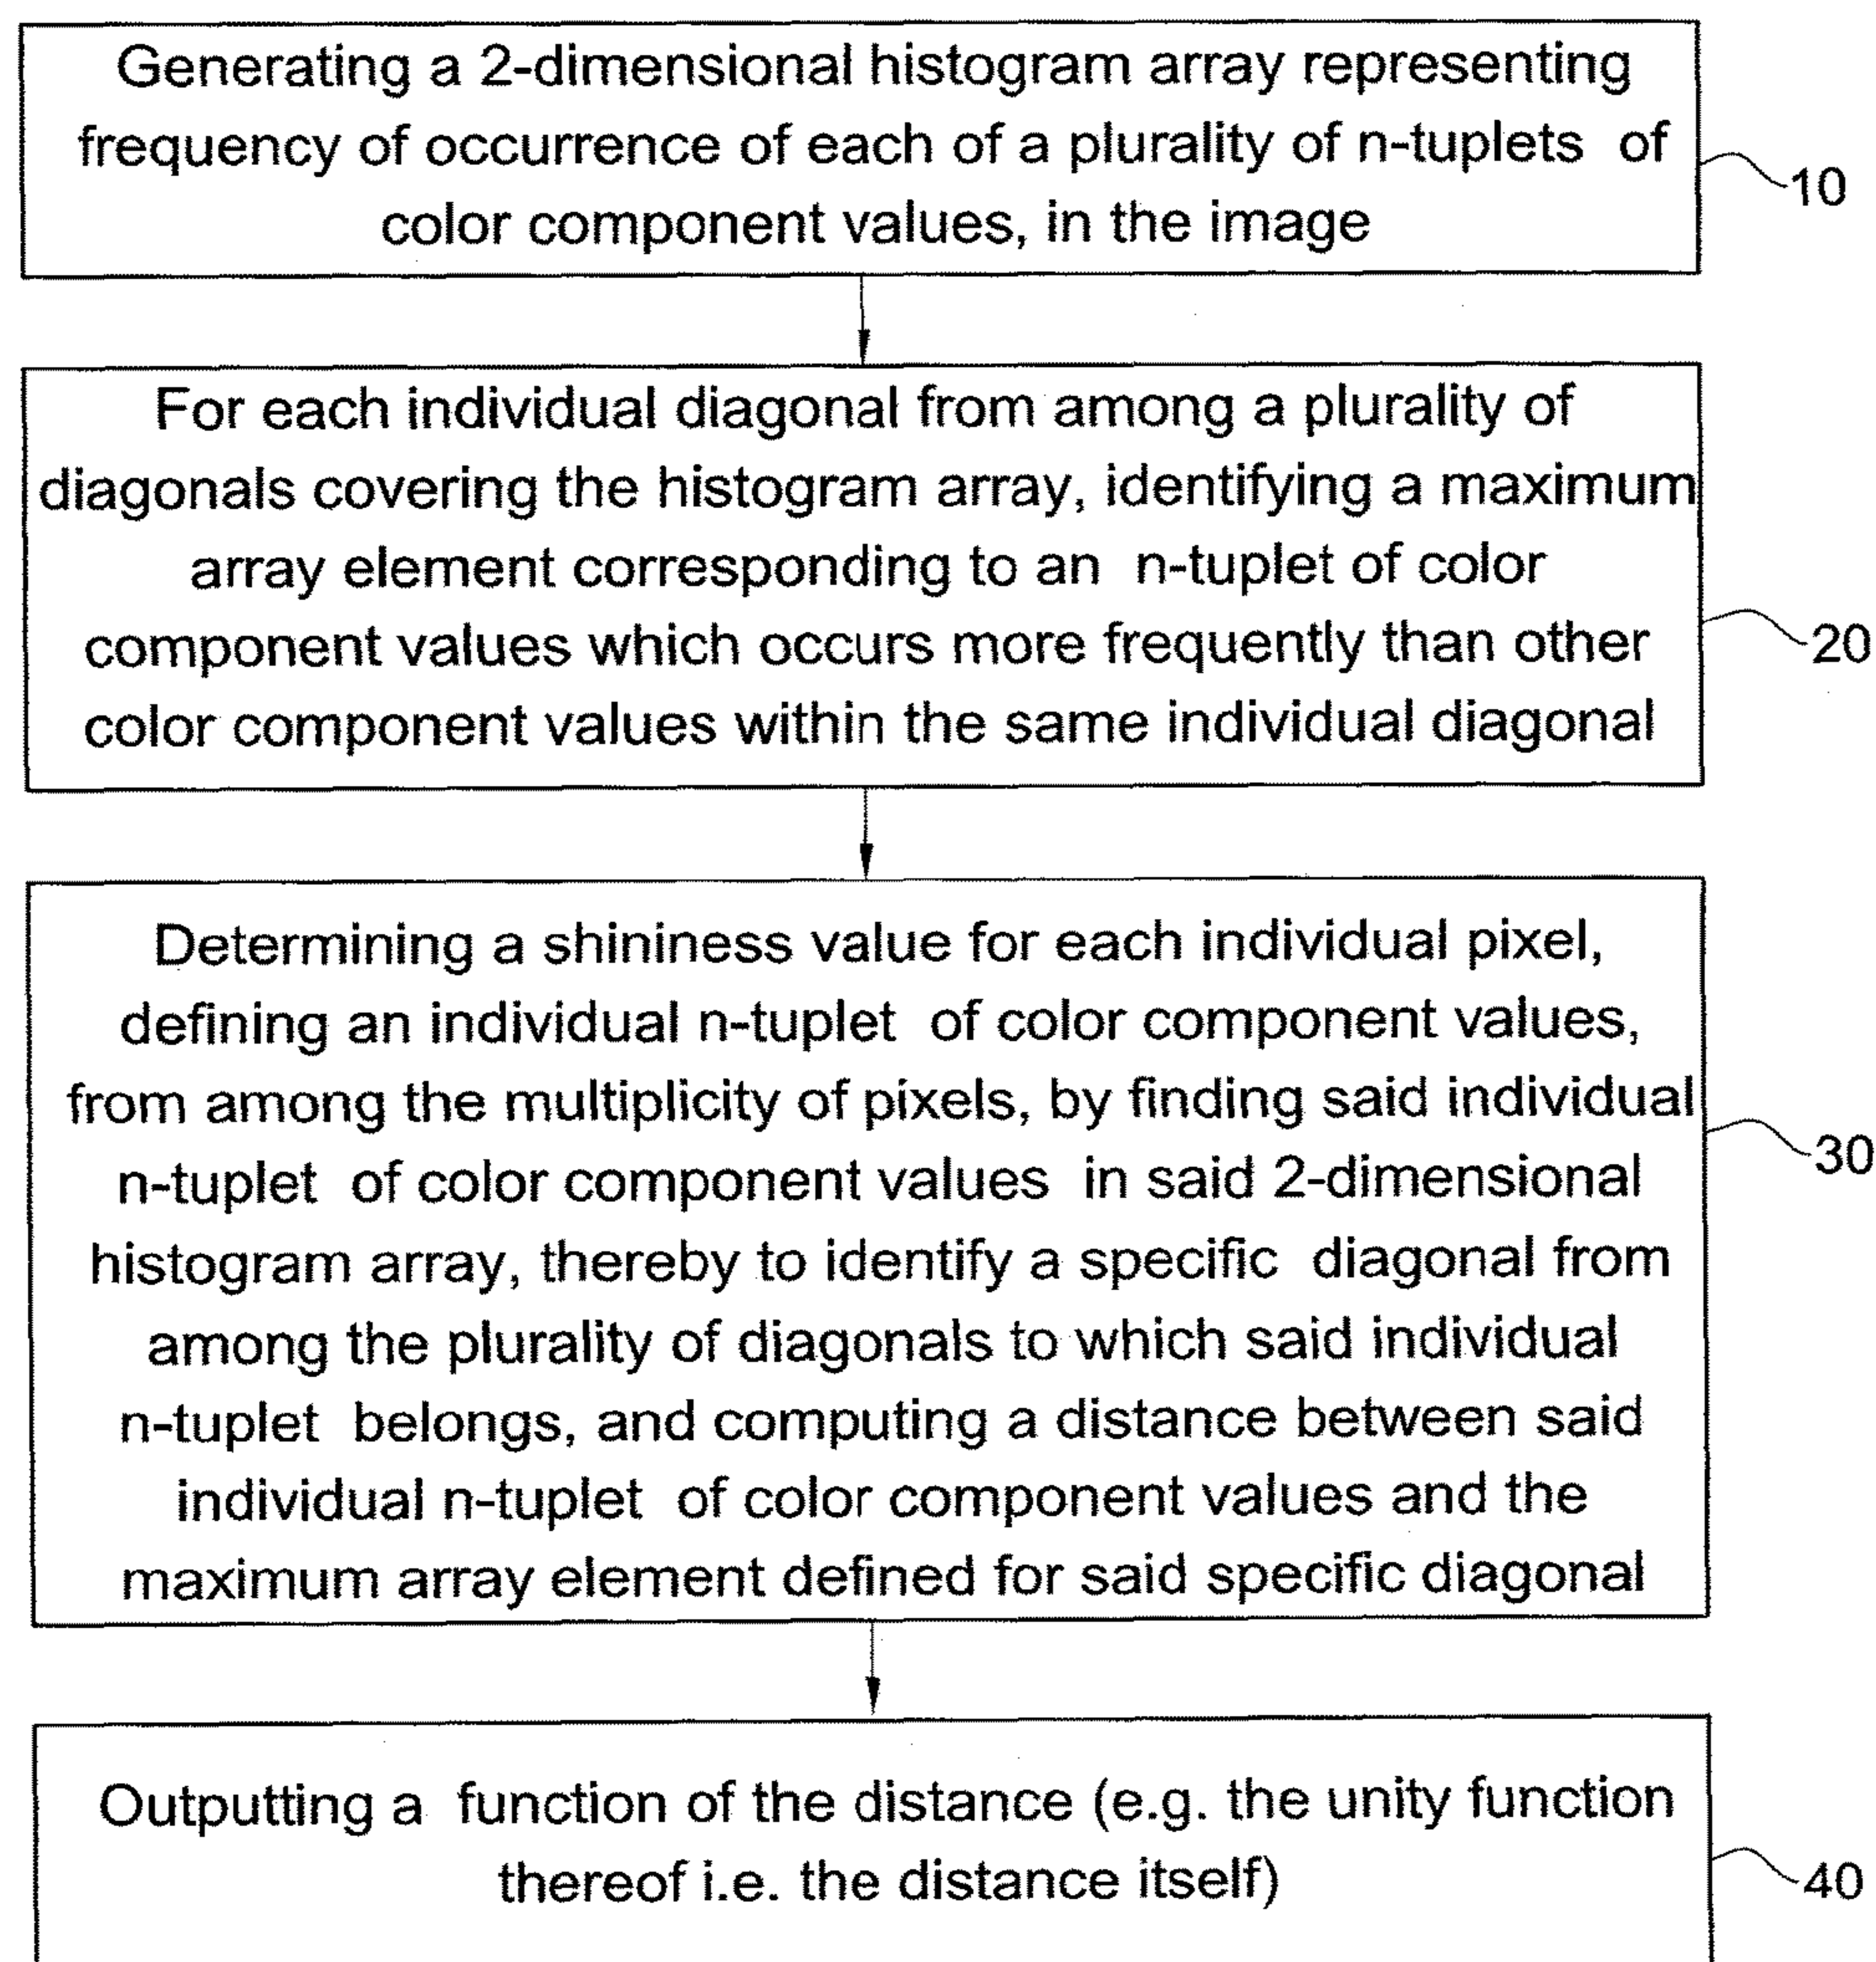 Generating a 2-dimensional histogram array representing
frequency of occurrence of each of a plurality of n-tuplets of
color component values, in the image
10
For each individual diagonal from among a plurality of
diagonals covering the histogram array, identifying a maximum
array element corresponding to an n-tuplet of color
component values which occurs more frequently than other
color component values within the same individual diagonal
20
Determining a shininess value for each individual pixel,
defining an individual n-tuplet of color component values,
from among the multiplicity of pixels, by finding said individual
n-tuplet of color component values in said 2-dimensional
histogram array, thereby to identify a specific diagonal from
among the plurality of diagonals to which said individual
n-tuplet belongs, and computing a distance between said
individual n-tuplet of color component values and the
maximum array element defined for said specific diagonal
30
Outputting a function of the distance (e.g. the unity function
thereof i.e. the distance itself)
40